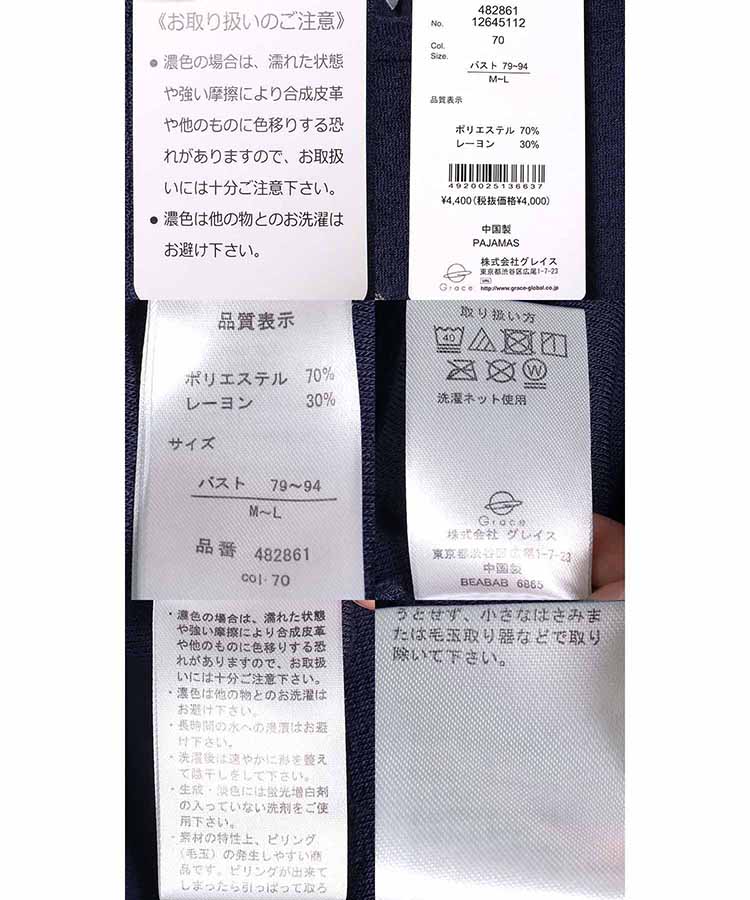 《お取り扱いのご注意》
● 濃色の場合は、濡れた状態
や強い摩擦により合成皮革
や他のものに色移りする恐
れがありますので、お取扱
いには十分ご注意下さい。
● 濃色は他の物とのお洗濯は
お避け下さい。
482861
No. 12645112
Col. 70
Size.
バスト 79~94
M~L
品質表示
ポリエステル 70%
レーヨン 30%
4920025136637
¥4,400(税抜価格¥4,000)
中国製
PAJAMAS
Grace
株式会社グレイス
東京都渋谷区広尾1-7-23
http://www.grace-global.co.jp
品質表示
ポリエステル 70%
レーヨン 30%
サイズ
バスト 79~94
M~L
品番 482861
col・70
取り扱い方
40
W
洗濯ネット使用
Grace
株式会社 グレイス
東京都渋谷区広尾1-7-23
中国製
BEABAB 6865
・濃色の場合は、濡れた状態
や強い摩擦により合成皮革
や他のものに色移りする恐
れがありますので、お取扱
いには十分ご注意下さい。
・濃色は他の物とのお洗濯は
お避け下さい。
・長時間の水への浸漬はお避
け下さい。
・洗濯後は速やかに形を整え
て陰干しをして下さい。
・生成・淡色には蛍光増白剤
の入っていない洗剤をご使
用下さい。
・素材の特性上、ピリング
(毛玉)の発生しやすい商
品です。ピリングが出来て
しまったら引っぱって取ろ
うとせず、小さなはさみま
たは毛玉取り器などで取り
除いて下さい。